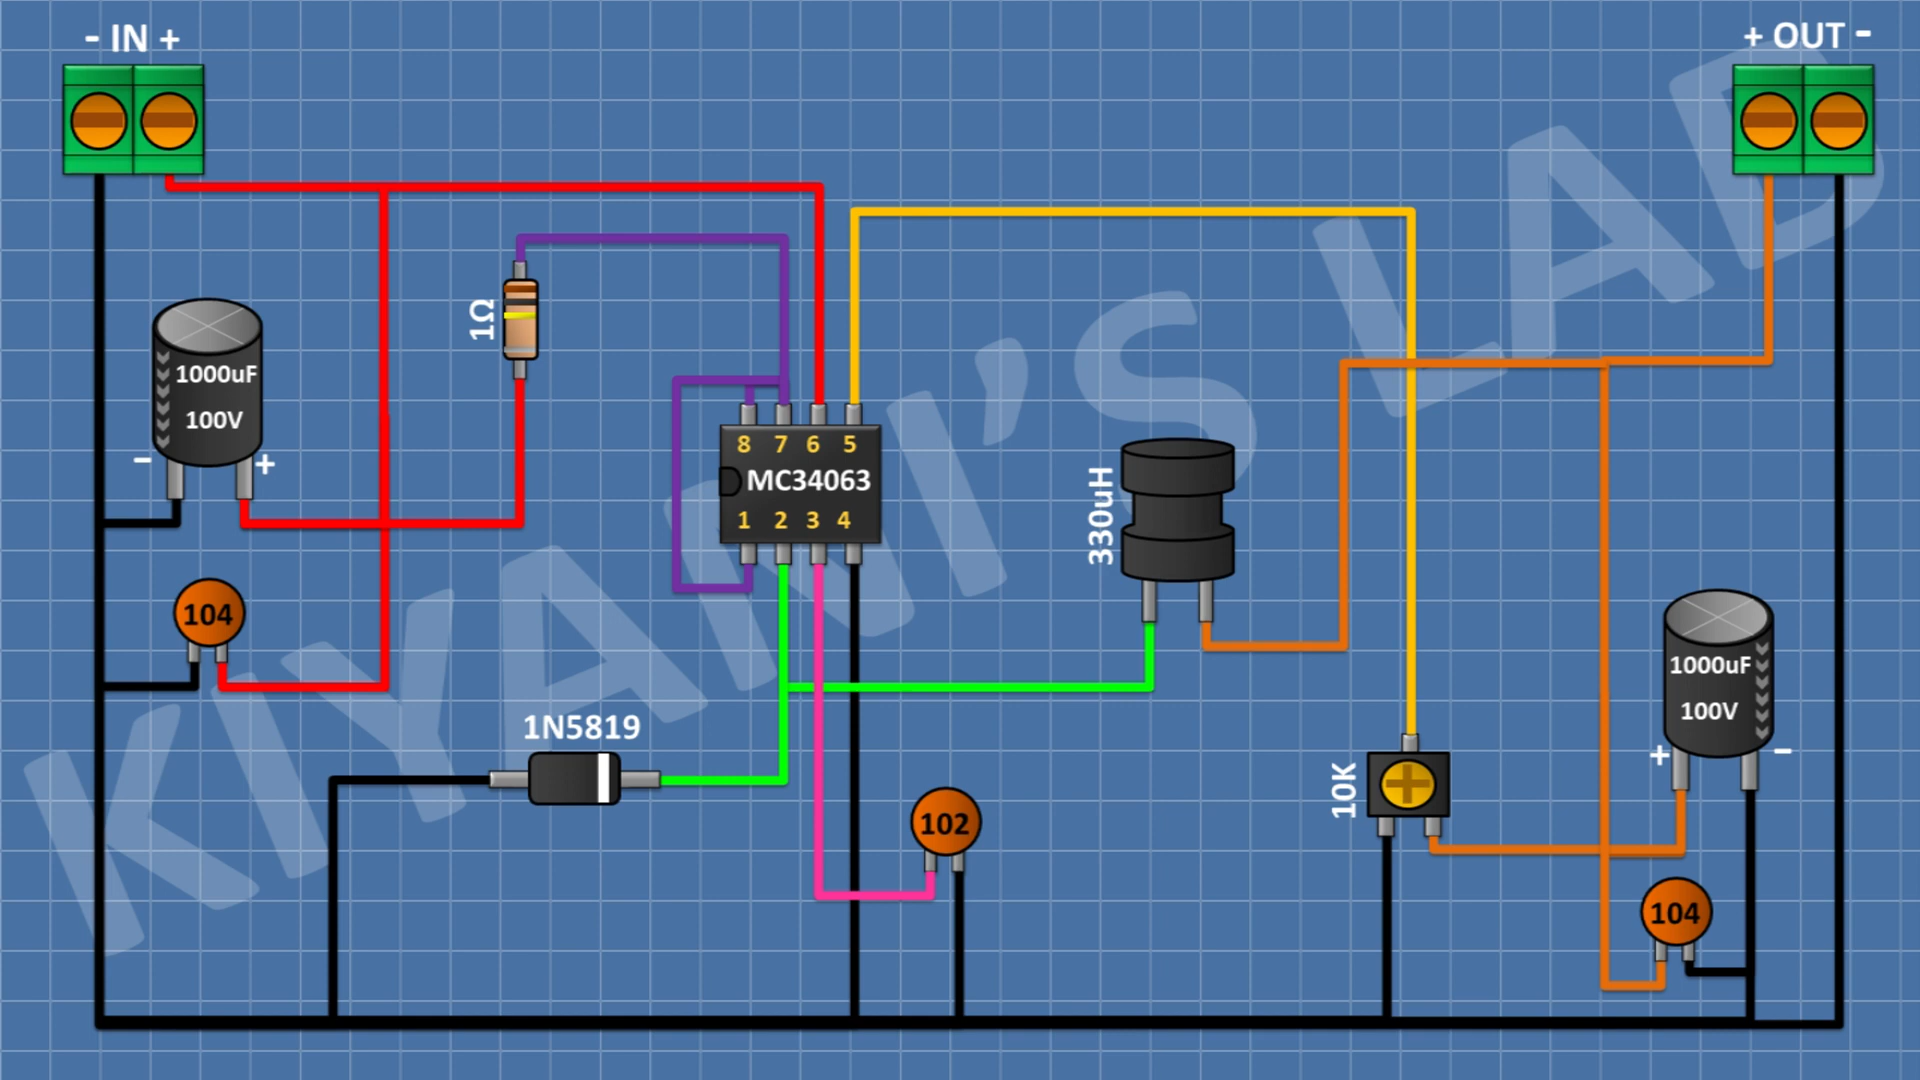 - IN +
+ OUT -
1Ω
1000uF
100V
- +
8 7 6 5
MC34063
1 2 3 4
330uH
104
1N5819
102
10K
1000uF
100V
+ -
104
KIYANI'S LAB